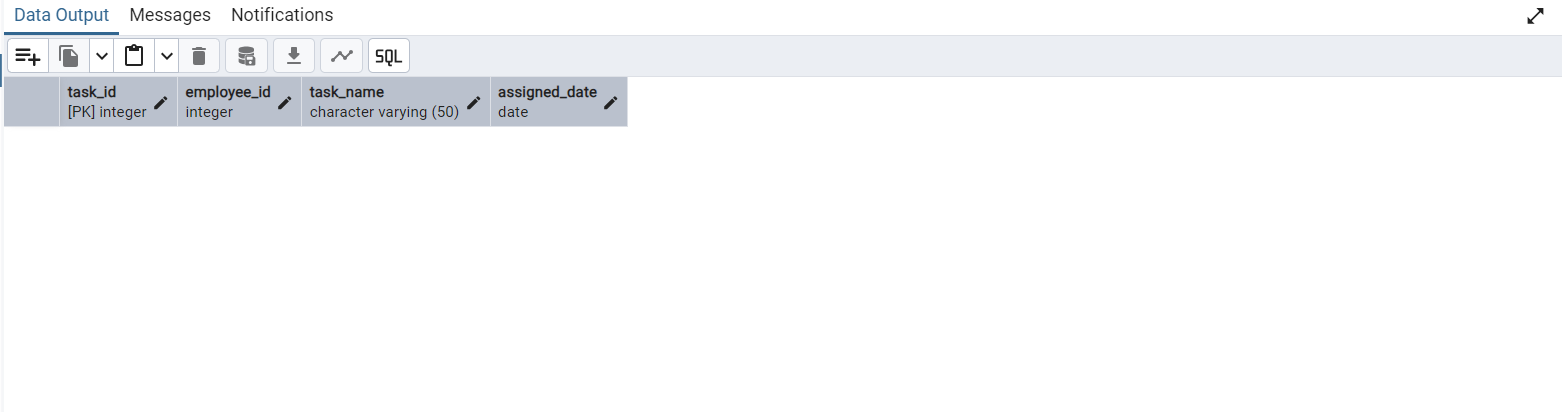 Data Output Messages Notifications
SQL
task_id employee_id task_name assigned_date
[PK] integer integer character varying (50) date